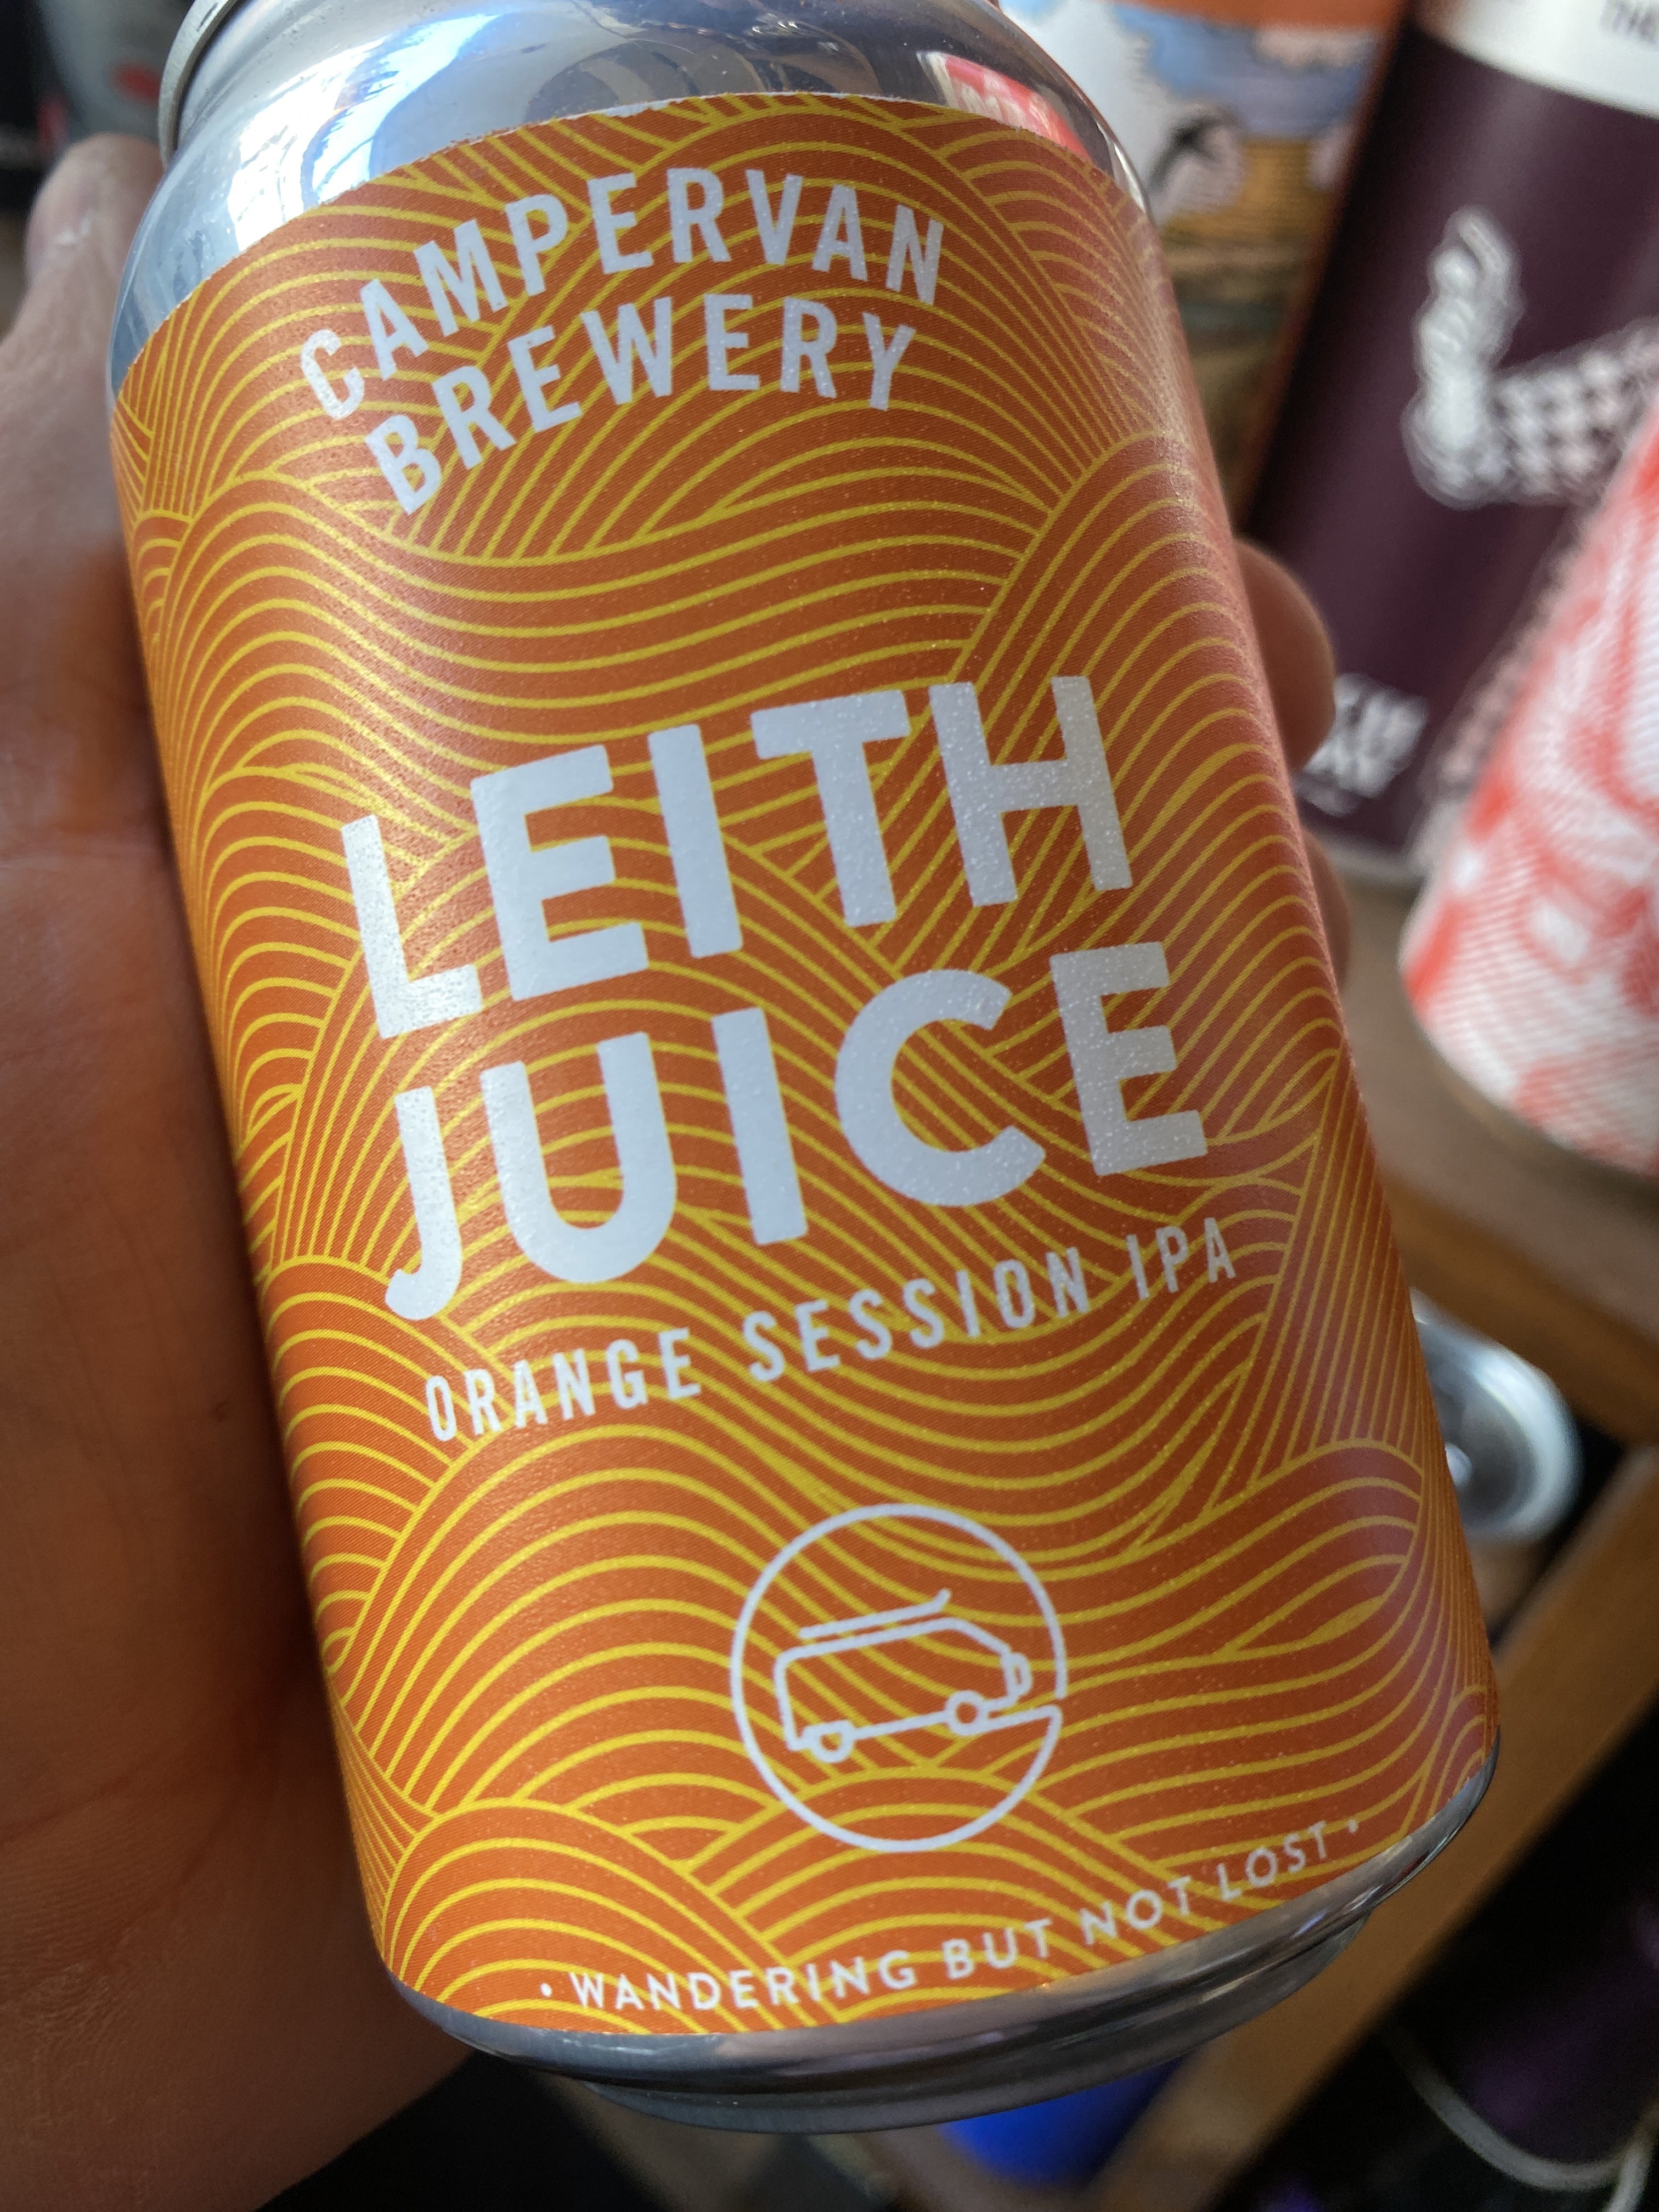 CAMPERVAN
BREWERY
LEITH
JUICE
ORANGE SESSION IPA
• WANDERING BUT NOT LOST •